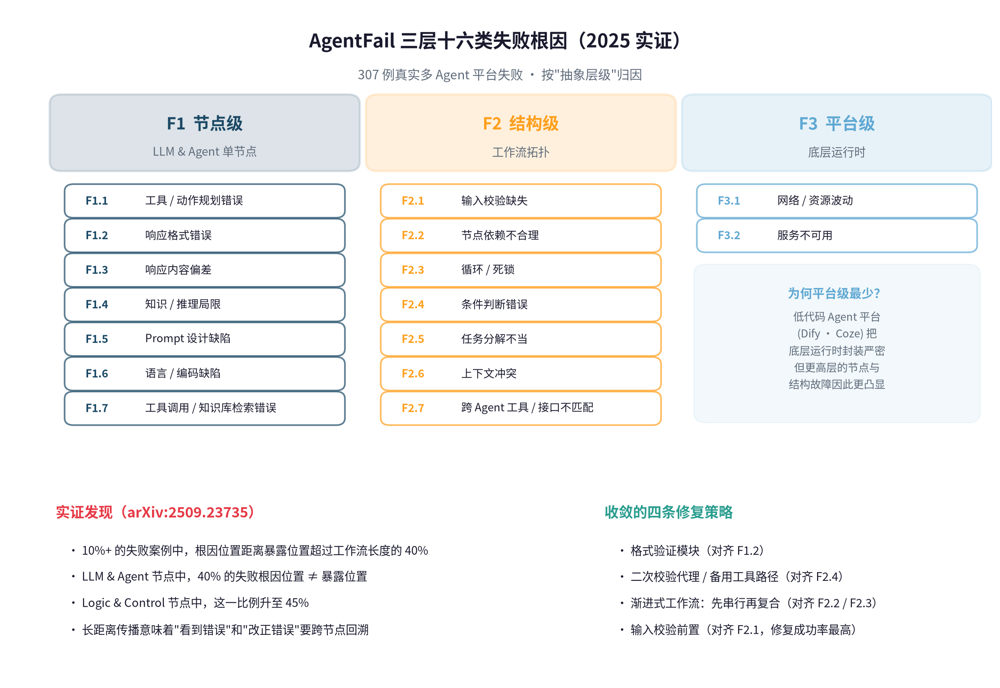 AgentFail 三层十六类失败根因（2025 实证）
307 例真实多 Agent 平台失败 · 按"抽象层级"归因
F1 节点级
LLM & Agent 单节点
F1.1 工具 / 动作规划错误
F1.2 响应格式错误
F1.3 响应内容偏差
F1.4 知识 / 推理局限
F1.5 Prompt 设计缺陷
F1.6 语言 / 编码缺陷
F1.7 工具调用 / 知识库检索错误
F2 结构级
工作流拓扑
F2.1 输入校验缺失
F2.2 节点依赖不合理
F2.3 循环 / 死锁
F2.4 条件判断错误
F2.5 任务分解不当
F2.6 上下文冲突
F2.7 跨 Agent 工具 / 接口不匹配
F3 平台级
底层运行时
F3.1 网络 / 资源波动
F3.2 服务不可用
为何平台级最少？
低代码 Agent 平台
(Dify · Coze) 把
底层运行时封装严密
但更高层的节点与
结构故障因此更凸显
实证发现（arXiv:2509.23735）
· 10%+ 的失败案例中，根因位置距离暴露位置超过工作流长度的 40%
· LLM & Agent 节点中，40% 的失败根因位置 ≠ 暴露位置
· Logic & Control 节点中，这一比例升至 45%
· 长距离传播意味着"看到错误"和"改正错误"要跨节点回溯
收敛的四条修复策略
· 格式验证模块（对齐 F1.2）
· 二次校验代理 / 备用工具路径（对齐 F2.4）
· 渐进式工作流：先串行再复合（对齐 F2.2 / F2.3）
· 输入校验前置（对齐 F2.1，修复成功率最高）